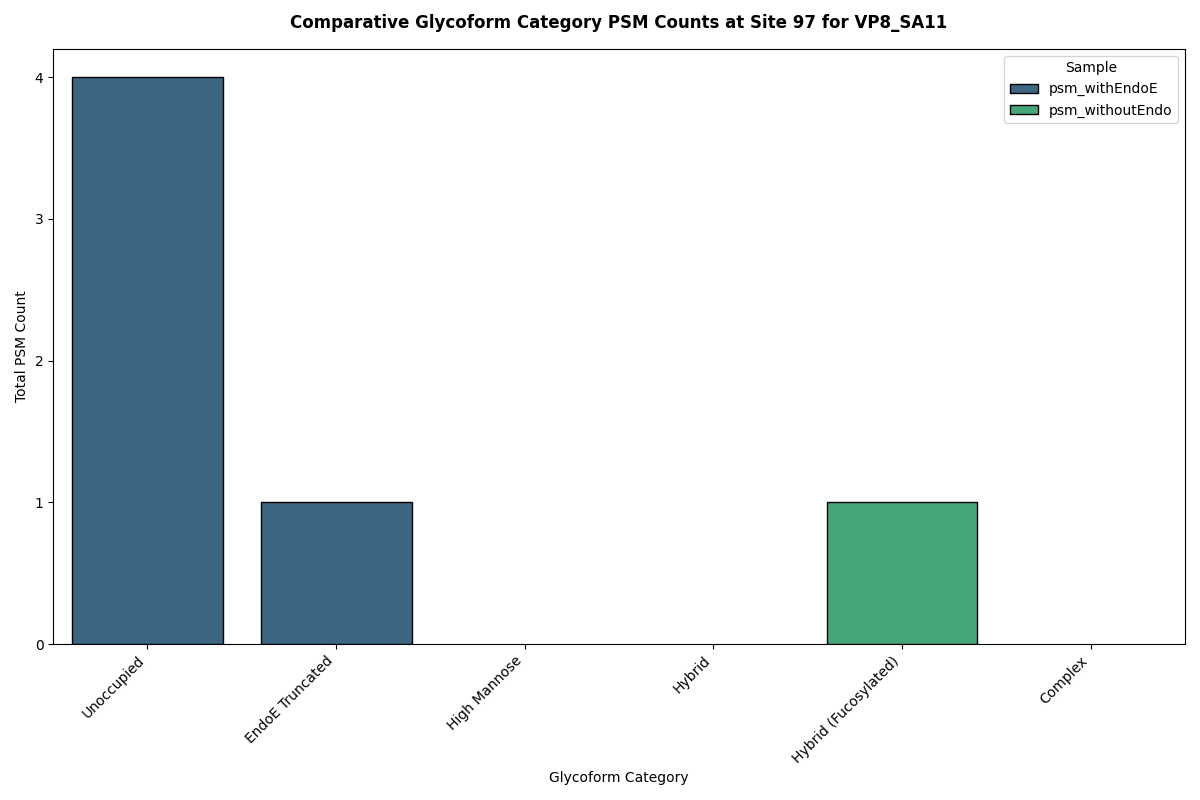 Comparative Glycoform Category PSM Counts at Site 97 for VP8_SA11
Sample
psm_withEndoE
psm_withoutEndo
Total PSM Count
4
3
2
1
0
Unoccupied
EndoE Truncated
High Mannose
Hybrid
Hybrid (Fucosylated)
Complex
Glycoform Category